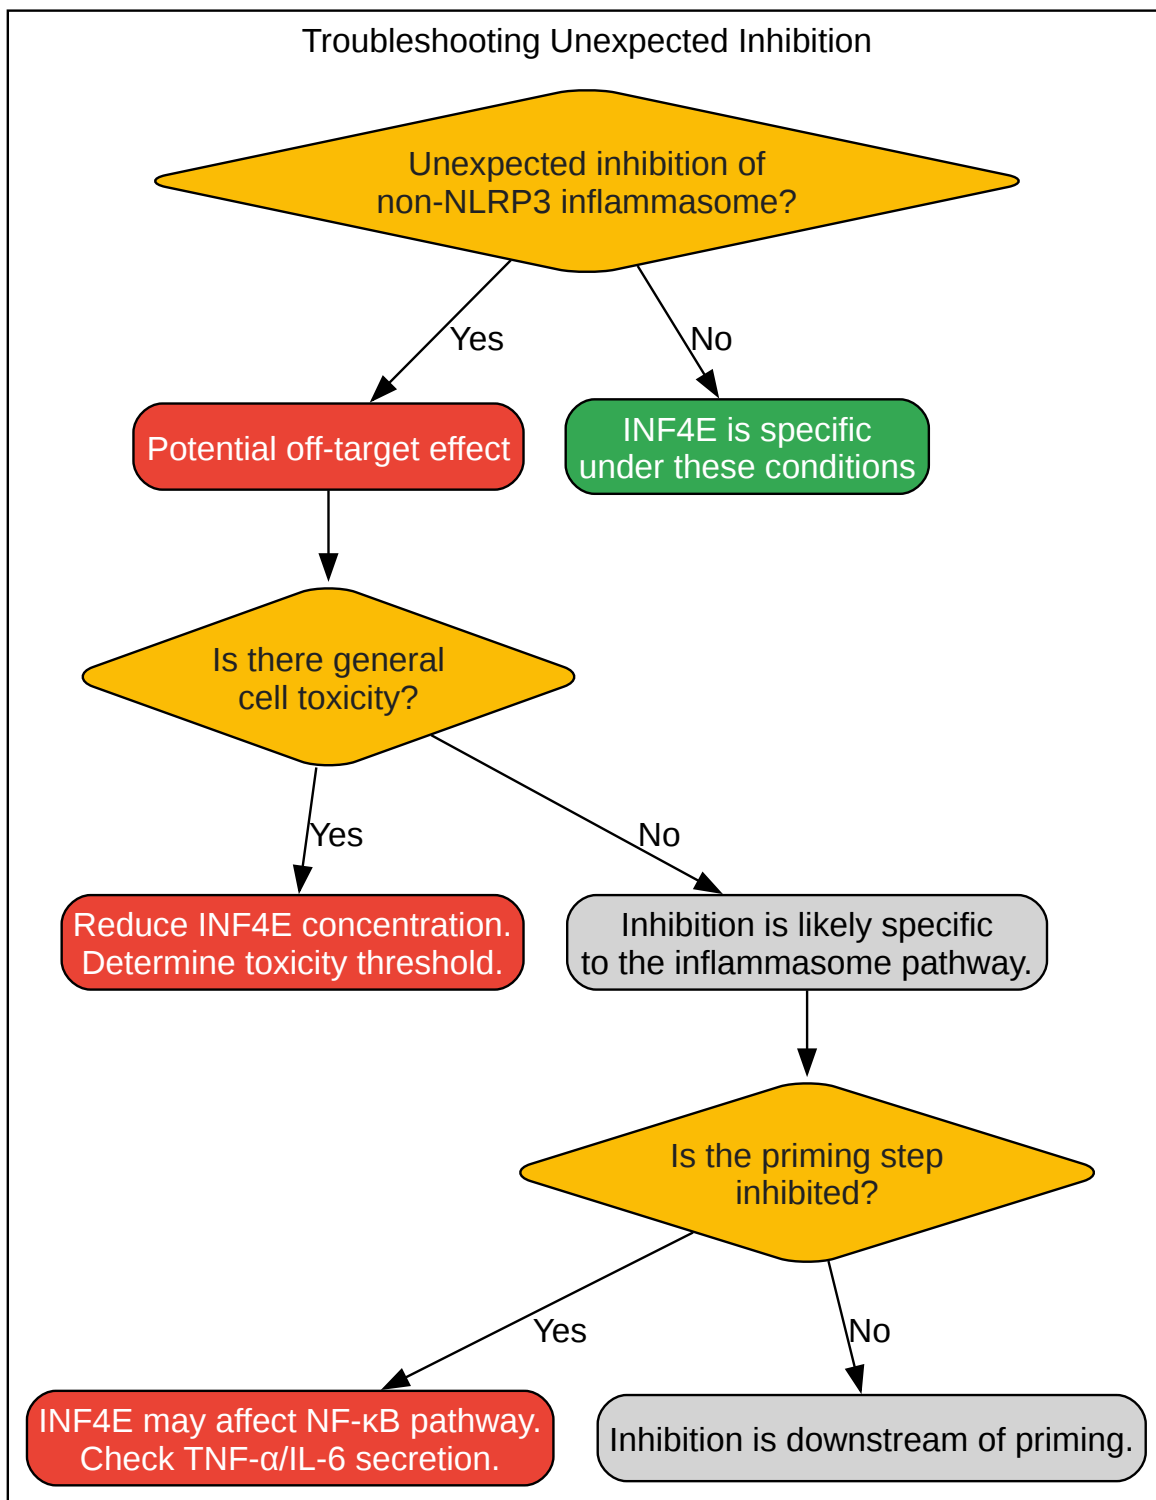 Troubleshooting Unexpected Inhibition
Unexpected inhibition of
non-NLRP3 inflammasome?
Yes
No
Potential off-target effect
INF4E is specific
under these conditions
Is there general
cell toxicity?
Yes
No
Reduce INF4E concentration.
Determine toxicity threshold.
Inhibition is likely specific
to the inflammasome pathway.
Is the priming step
inhibited?
Yes
No
INF4E may affect NF-κB pathway.
Check TNF-α/IL-6 secretion.
Inhibition is downstream of priming.